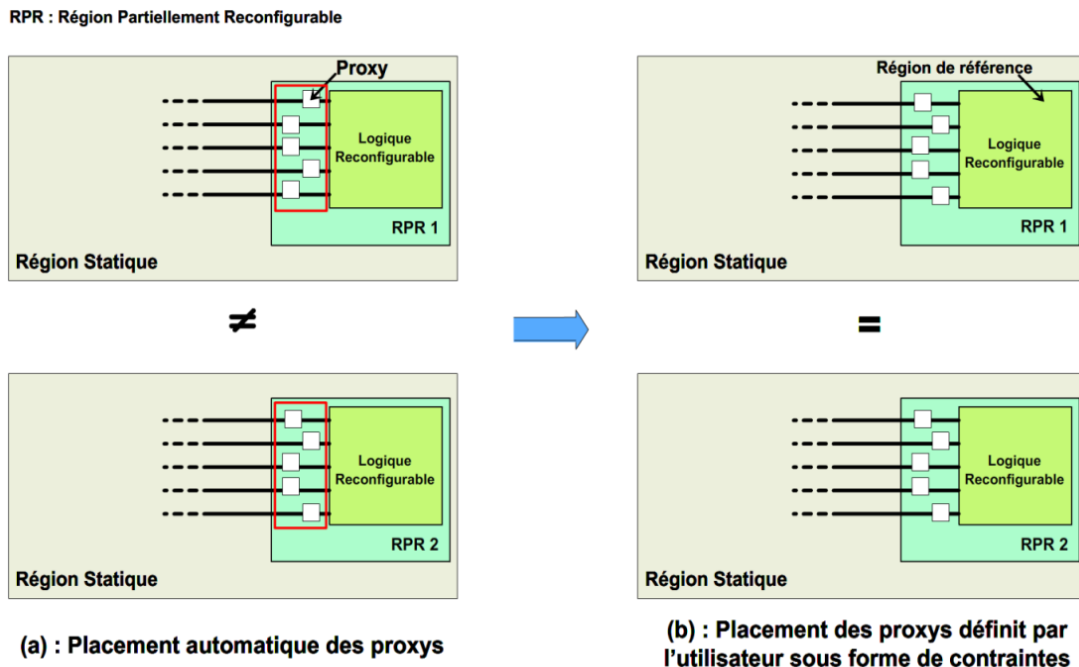 RPR : Région Partiellement Reconfigurable
Proxy
Logique
Reconfigurable
RPR 1
Région Statique
Région de référence
Logique
Reconfigurable
RPR 1
Région Statique
≠
=
Logique
Reconfigurable
RPR 2
Région Statique
Logique
Reconfigurable
RPR 2
Région Statique
(a) : Placement automatique des proxys
(b) : Placement des proxys définit par
l'utilisateur sous forme de contraintes